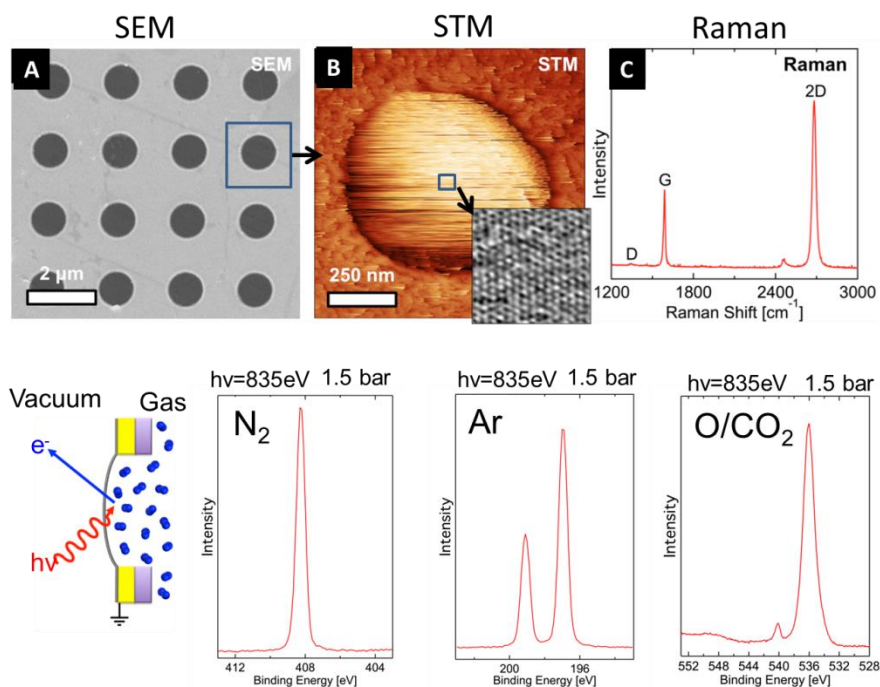 SEM STM Raman
A SEM B STM C Raman
2D
G
D
Intensity
2 µm
250 nm
1200 1800 2400 3000
Raman Shift [cm⁻¹]
hν=835eV 1.5 bar hν=835eV 1.5 bar hν=835eV 1.5 bar
Vacuum Gas
N₂ Ar O/CO₂
e⁻
hν
Intensity Intensity Intensity
412 408 404
Binding Energy [eV]
200 196
Binding Energy [eV]
552 548 544 540 536 532 528
Binding Energy [eV]